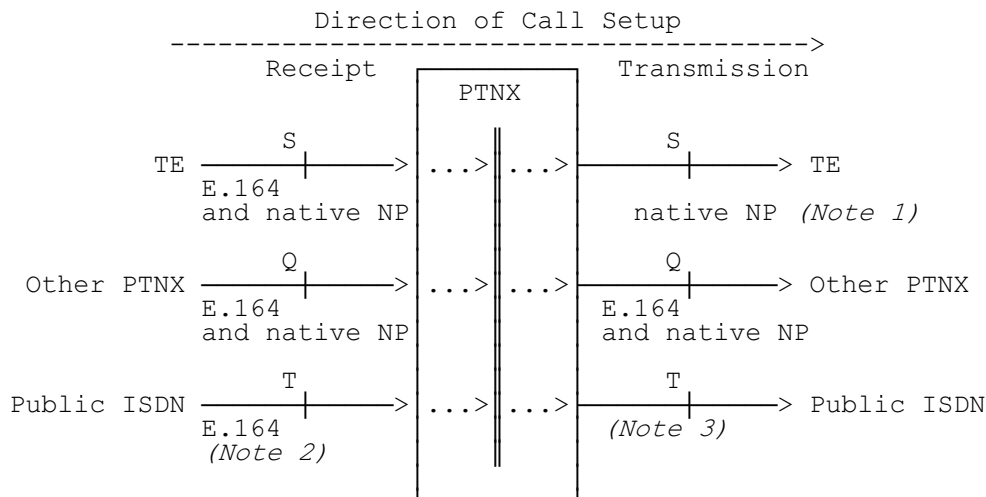 Direction of Call Setup
Receipt Transmission
PTNX
S S
TE ...> ...> TE
E.164
and native NP native NP (Note 1)
Q Q
Other PTNX ...> ...> Other PTNX
E.164 E.164
and native NP and native NP
T T
Public ISDN ...> ...> Public ISDN
E.164 (Note 3)
(Note 2)